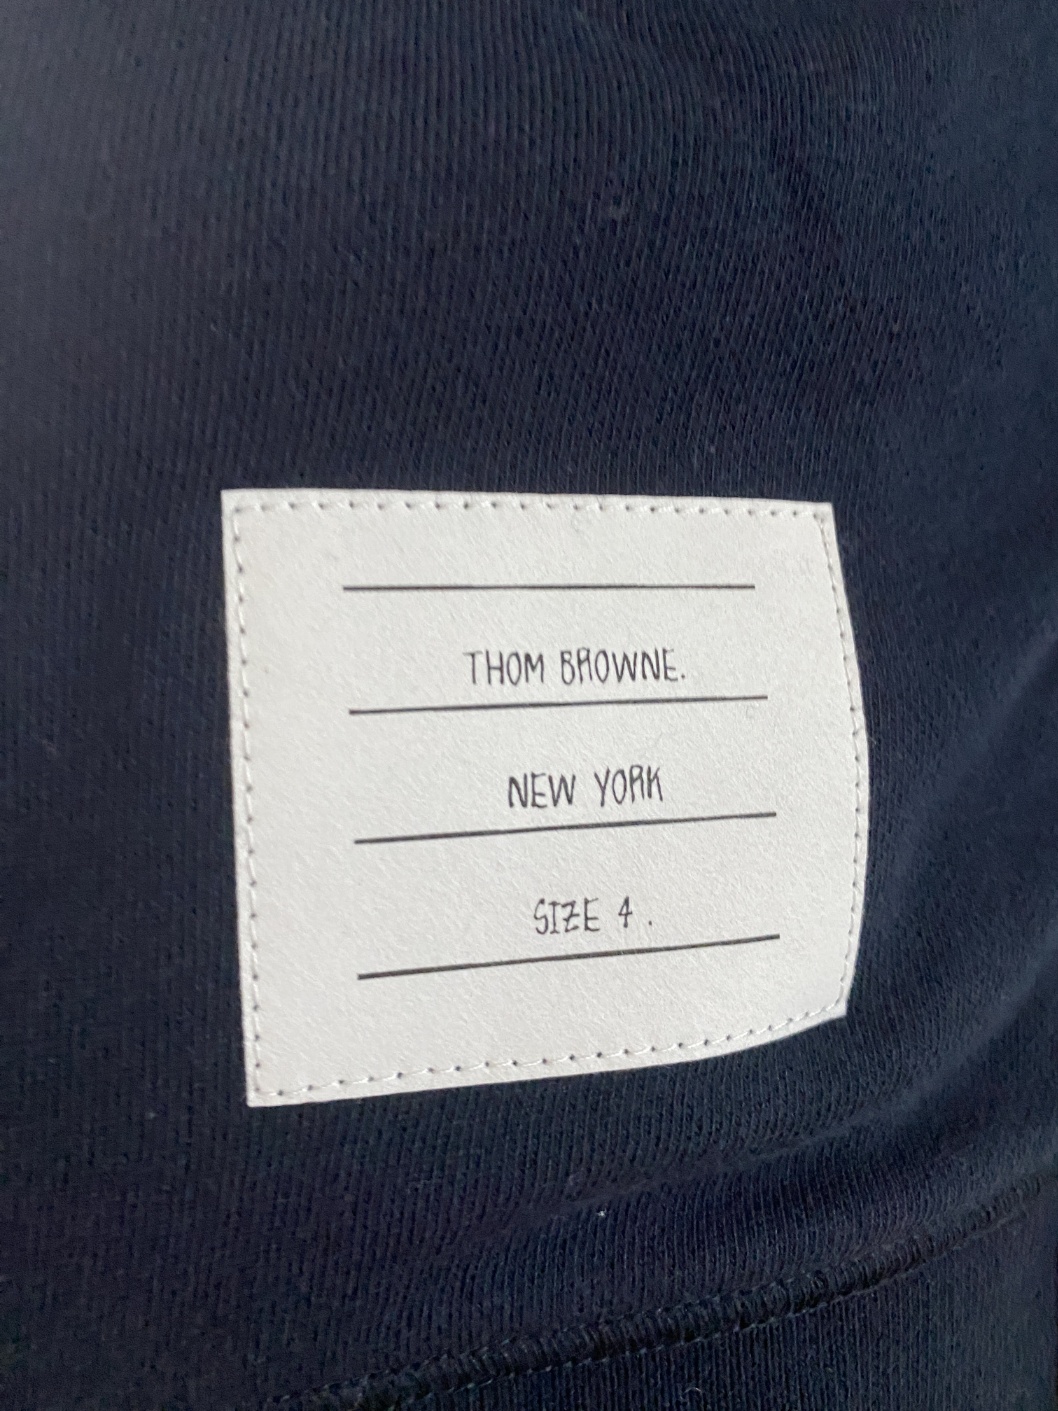 THOM BROWNE.
NEW YORK
SIZE 4 .